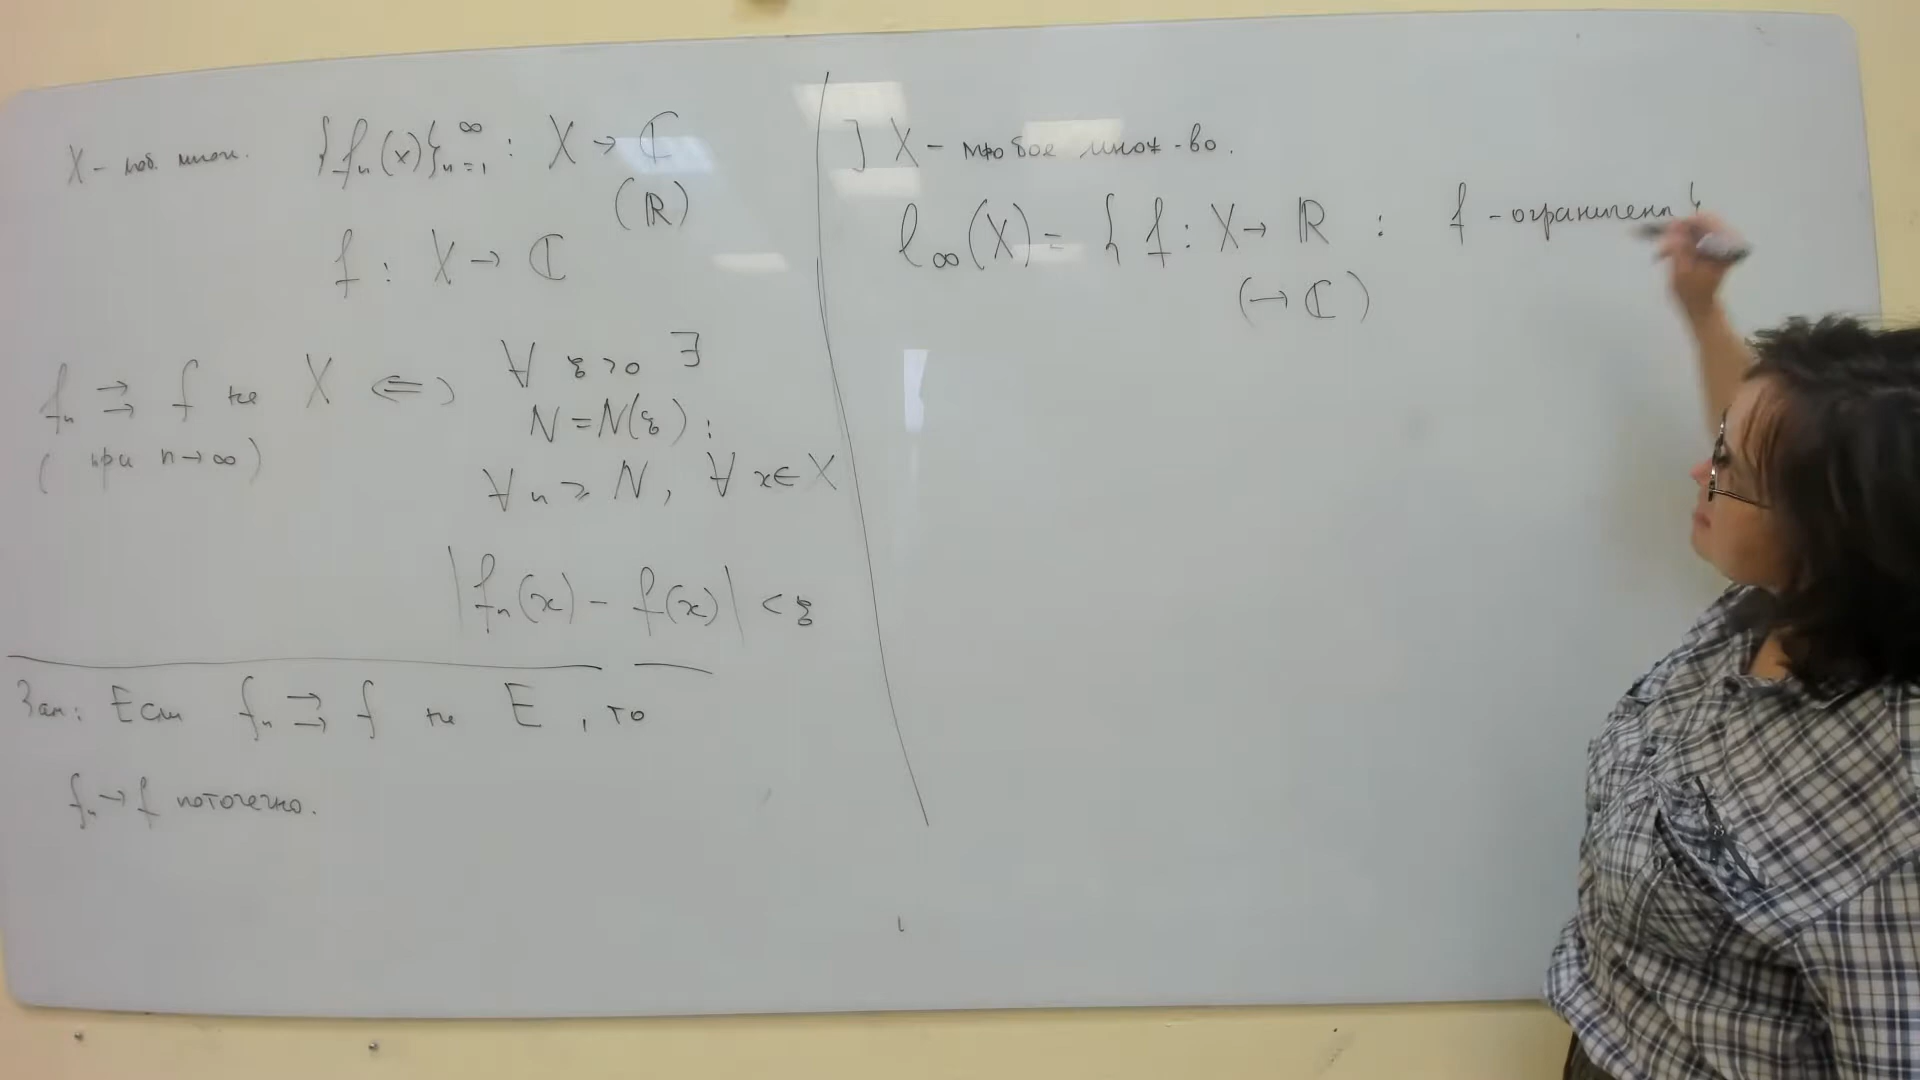 X - люб. множ. {fₙ(x)}ₙ₌₁^∞ : X → ℂ
(ℝ)
f : X → ℂ
fₙ ⇉ f на X ⟺ ∀ ε>0 ∃
N = N(ε) :
(при n→∞)
∀ n ⩾ N, ∀ x∈X
|fₙ(x) - f(x)| < ε
Зам: Если fₙ ⇉ f на E, то
fₙ → f поточечно.
] X - любое множ-во.
l_∞(X) = { f : X → ℝ : f - ограничен }
(→ ℂ)